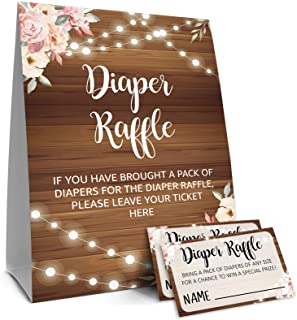 Diaper
Raffle
IF YOU HAVE BROUGHT A PACK OF
DIAPERS FOR THE DIAPER RAFFLE,
PLEASE LEAVE YOUR TICKET
HERE
Diaper Raffle
Diaper Raffle
BRING A PACK OF DIAPERS OF ANY SIZE
FOR A CHANCE TO WIN A SPECIAL PRIZE!
NAME